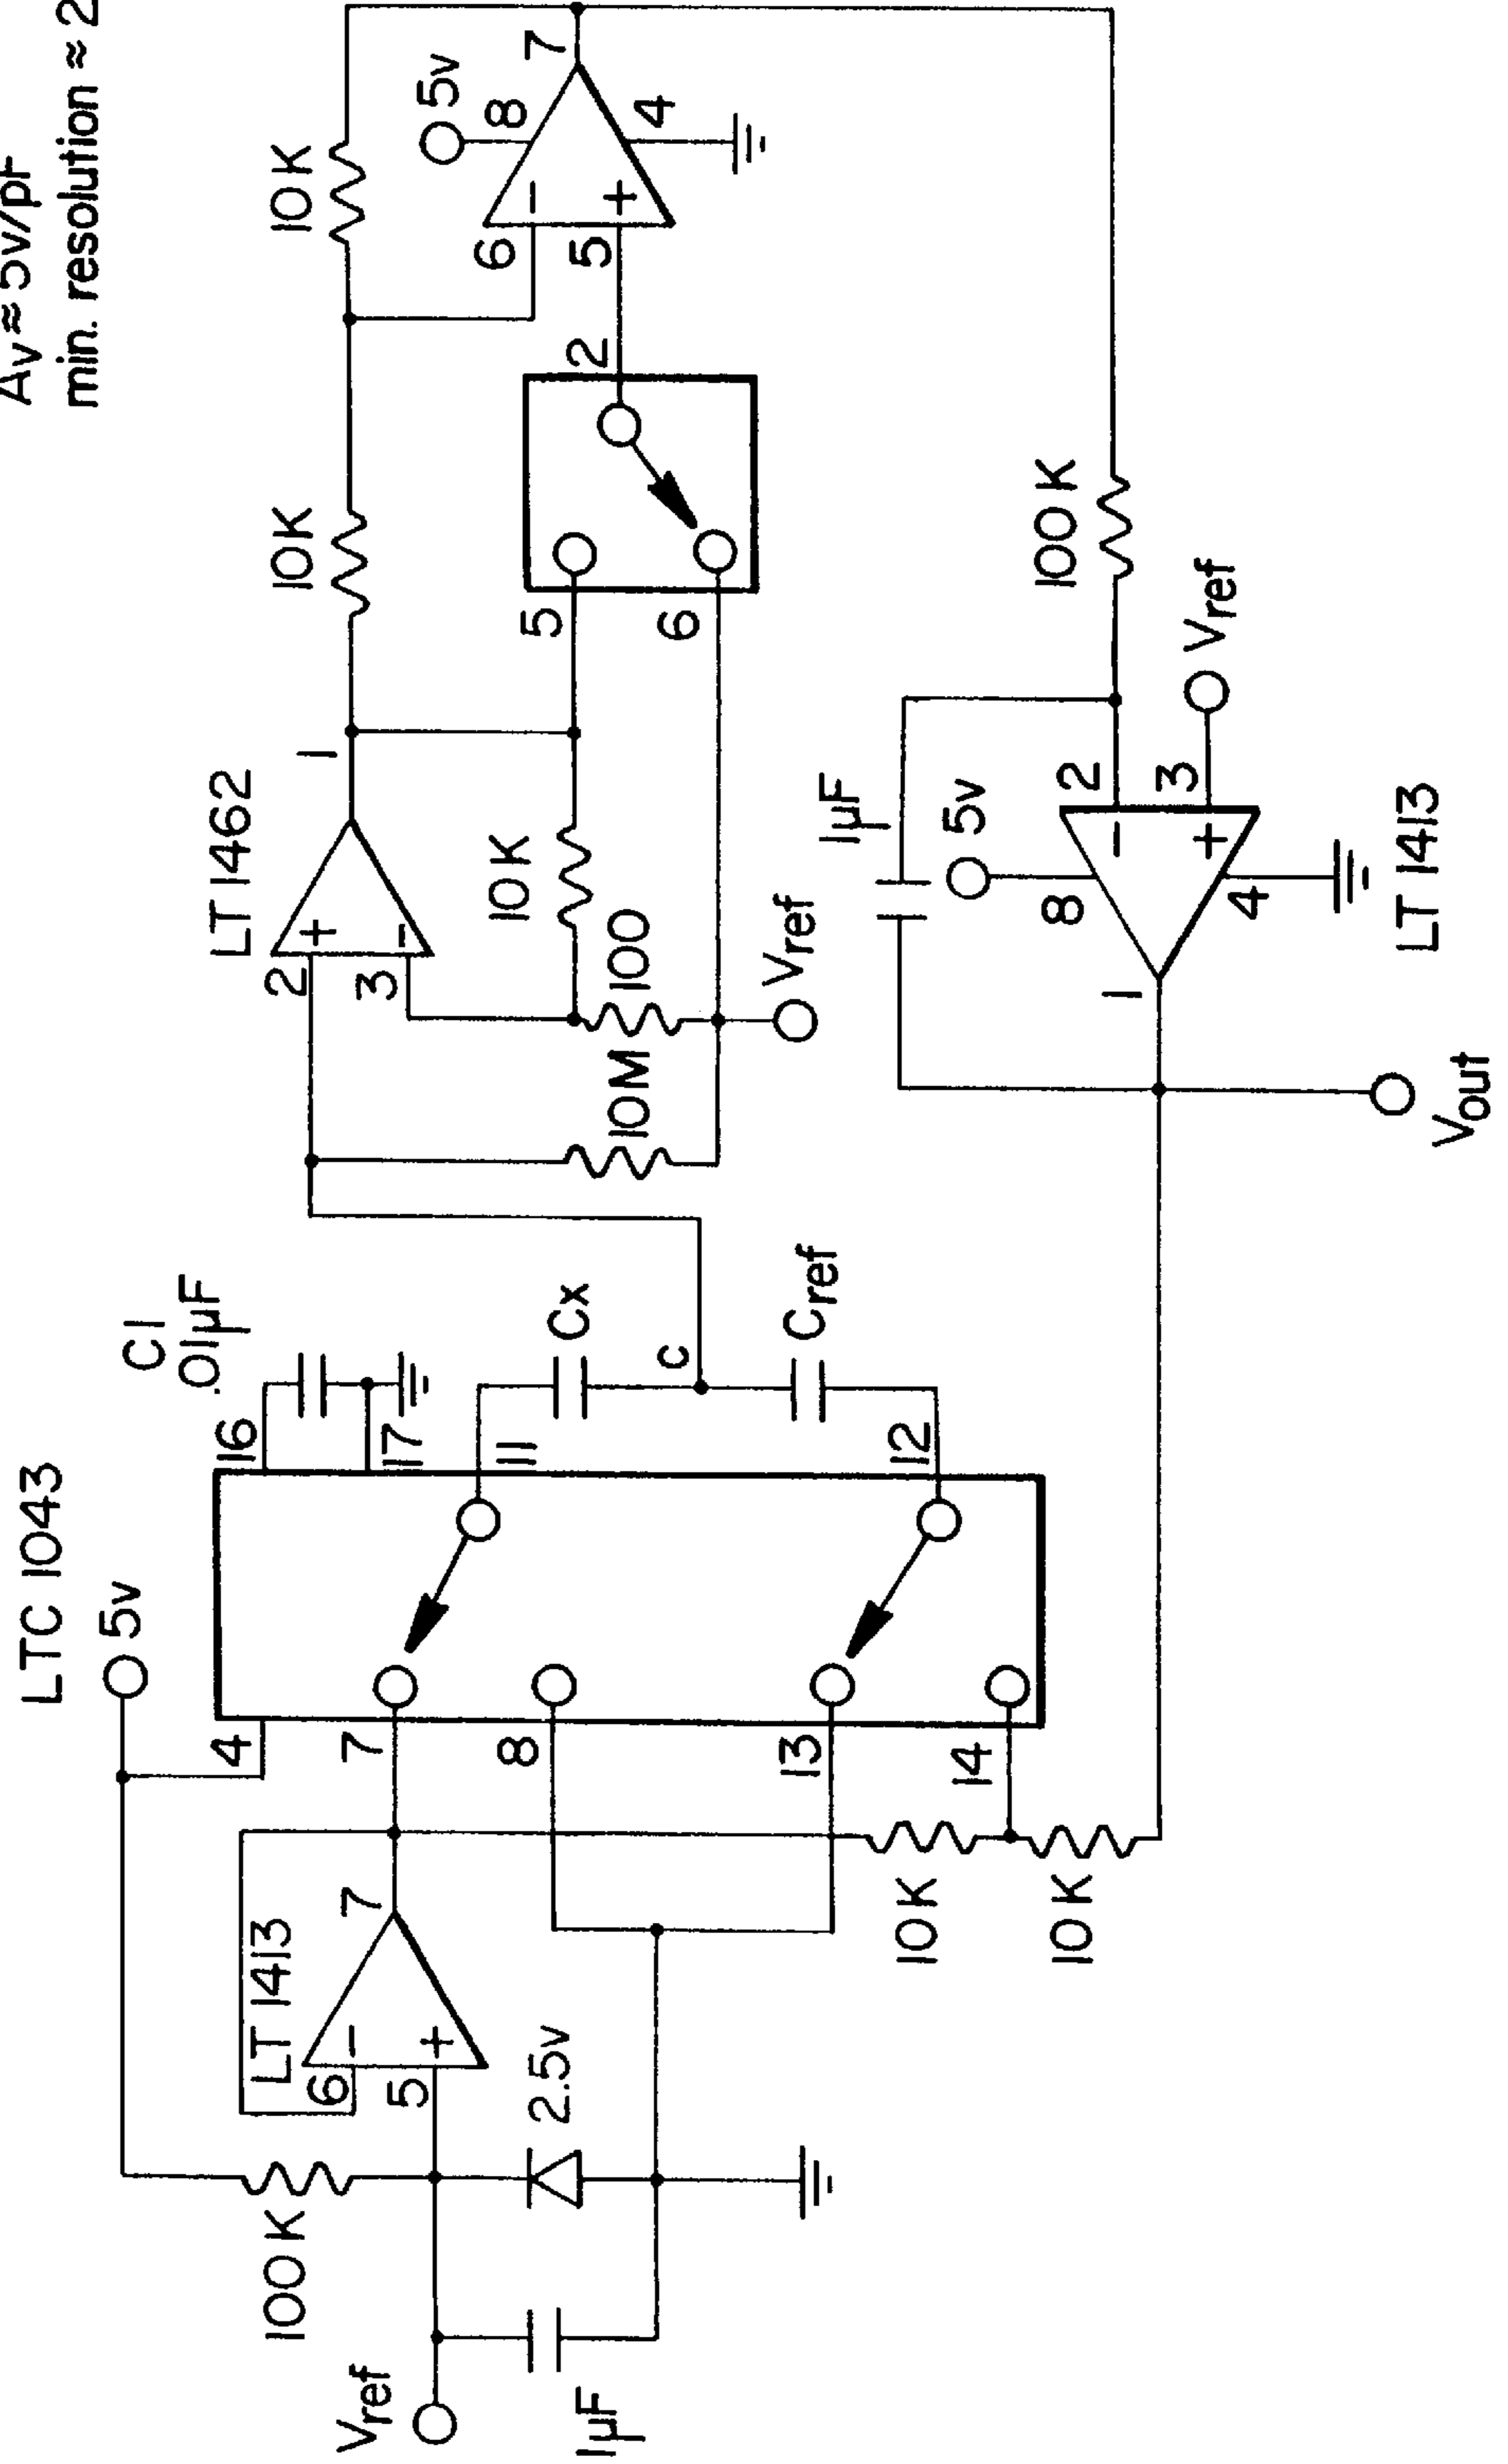 Av≈5v/pf
min. resolution ≈ 2
LTC 1043
5v
C1
.01µF
LT 1462
10K
10K
5v
7
8
4
6
5
2
5
6
1
2
3
10K
100
10M
Vref
16
17
11
12
Cx
c
Cref
4
7
8
13
14
LT 1413
7
6
5
100K
2.5v
Vref
1µF
10K
10K
100K
1µF
5v
Vref
2
3
8
4
1
LT 1413
Vout